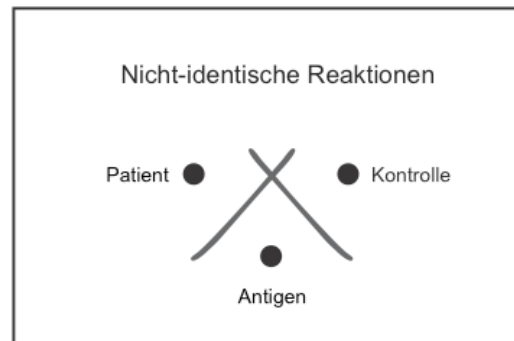 Nicht-identische Reaktionen
Patient
Kontrolle
Antigen